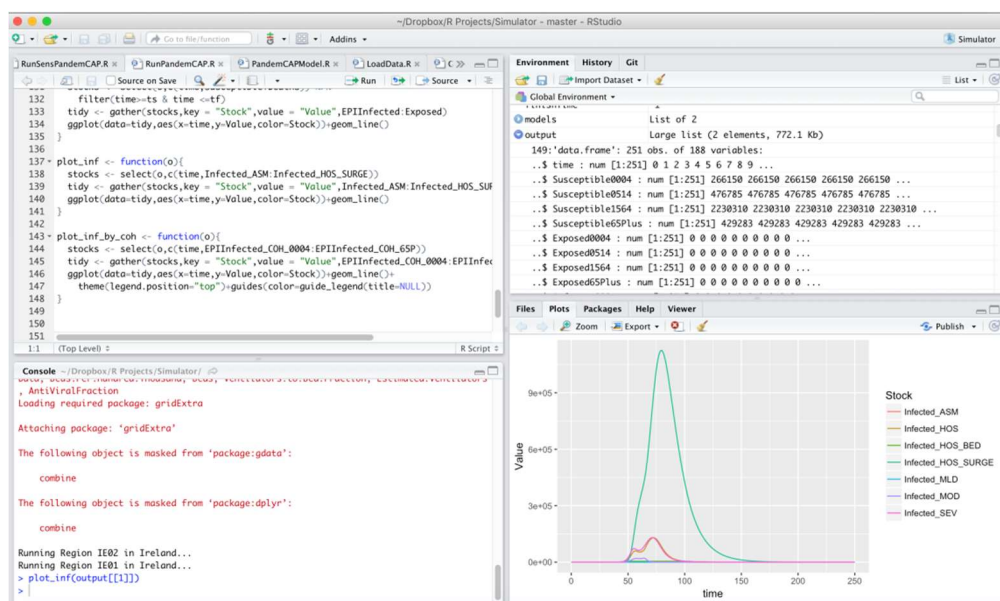 ~/Dropbox/R Projects/Simulator - master - RStudio
Go to file/function
Addins
Simulator
RunSensPandemCAP.R
RunPandemCAP.R
PandemCAPModel.R
LoadData.R
Source on Save
Run
Source
132 filter(time>=ts & time <=tf)
133 tidy <- gather(stocks,key = "Stock",value = "Value",EPIInfected:Exposed)
134 ggplot(data=tidy,aes(x=time,y=Value,color=Stock))+geom_line()
135 }
136
137 plot_inf <- function(o){
138 stocks <- select(o,c(time,Infected_ASM:Infected_HOS_SURGE))
139 tidy <- gather(stocks,key = "Stock",value = "Value",Infected_ASM:Infected_HOS_SUR
140 ggplot(data=tidy,aes(x=time,y=Value,color=Stock))+geom_line()
141 }
142
143 plot_inf_by_coh <- function(o){
144 stocks <- select(o,c(time,EPIInfected_COH_0004:EPIInfected_COH_65P))
145 tidy <- gather(stocks,key = "Stock",value = "Value",EPIInfected_COH_0004:EPIInfec
146 ggplot(data=tidy,aes(x=time,y=Value,color=Stock))+geom_line()+
147 theme(legend.position="top")+guides(color=guide_legend(title=NULL))
148 }
149
150
151
1:1 (Top Level) R Script
Console ~/Dropbox/R Projects/Simulator/
, AntiViralFraction
Loading required package: gridExtra
Attaching package: ‘gridExtra’
The following object is masked from ‘package:gdata’:
combine
The following object is masked from ‘package:dplyr’:
combine
Running Region IE02 in Ireland...
Running Region IE01 in Ireland...
> plot_inf(output[[1]])
>
Environment History Git
Import Dataset
List
Global Environment
models List of 2
output Large list (2 elements, 772.1 Kb)
149:'data.frame': 251 obs. of 188 variables:
..$ time : num [1:251] 0 1 2 3 4 5 6 7 8 9 ...
..$ Susceptible0004 : num [1:251] 266150 266150 266150 266150 266150 ...
..$ Susceptible0514 : num [1:251] 476785 476785 476785 476785 476785 ...
..$ Susceptible1564 : num [1:251] 2230310 2230310 2230310 2230310 2230310 ...
..$ Susceptible65Plus : num [1:251] 429283 429283 429283 429283 429283 ...
..$ Exposed0004 : num [1:251] 0 0 0 0 0 0 0 0 0 0 ...
..$ Exposed0514 : num [1:251] 0 0 0 0 0 0 0 0 0 0 ...
..$ Exposed1564 : num [1:251] 0 0 0 0 0 0 0 0 0 0 ...
..$ Exposed65Plus : num [1:251] 0 0 0 0 0 0 0 0 0 0 ...
Files Plots Packages Help Viewer
Zoom Export Publish
9e+05
6e+05
3e+05
0e+00
Value
0 50 100 150 200 250
time
Stock
Infected_ASM
Infected_HOS
Infected_HOS_BED
Infected_HOS_SURGE
Infected_MLD
Infected_MOD
Infected_SEV